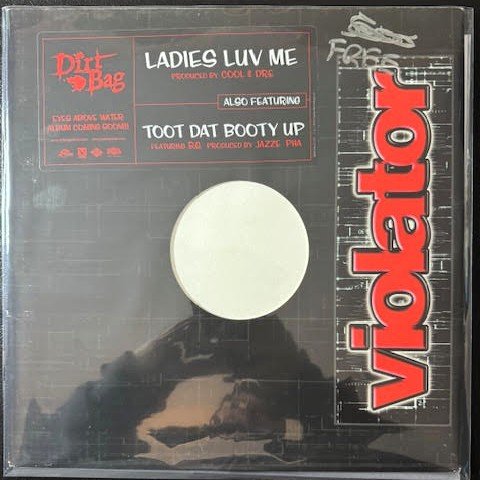 Dirt Bag
LADIES LUV ME
PRODUCED BY COOL & DRE
ALSO FEATURING
EYES ABOVE WATER
ALBUM COMING SOON!!!
TOOT DAT BOOTY UP
FEATURING R.O. PRODUCED BY JAZZE PHA
FREE
violator